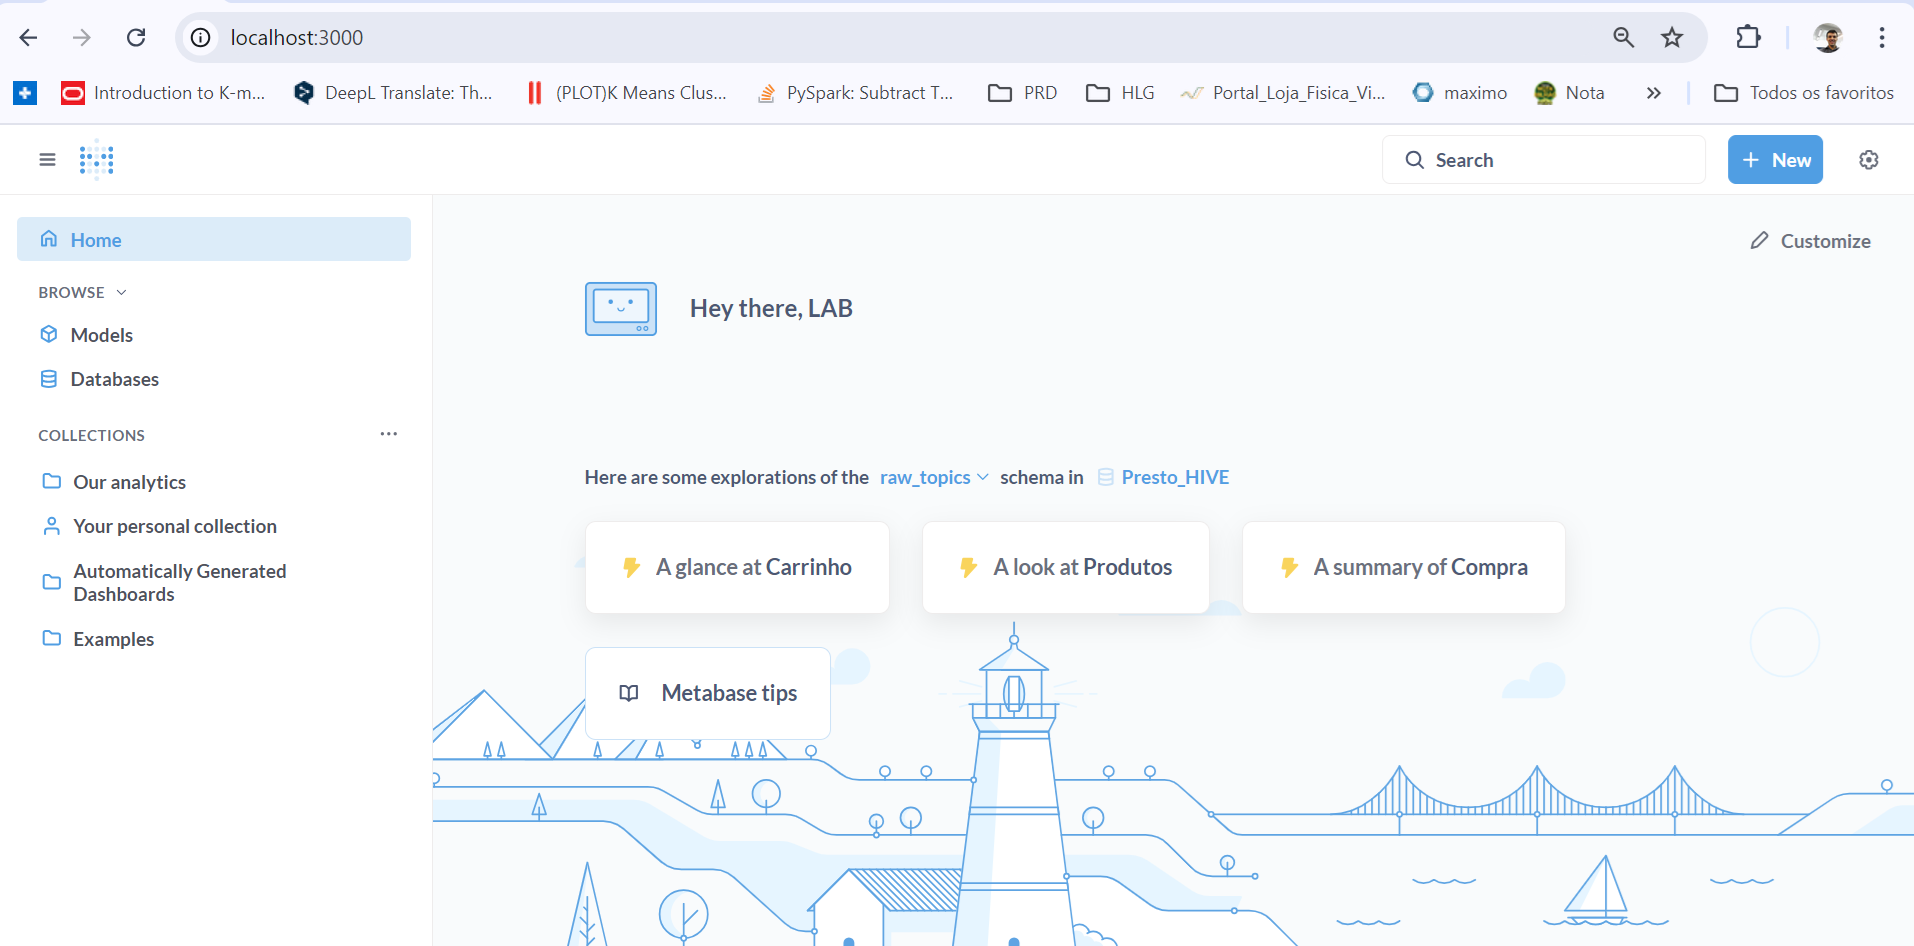 localhost:3000
Introduction to K-m...
DeepL Translate: Th...
(PLOT)K Means Clus...
PySpark: Subtract T...
PRD
HLG
Portal_Loja_Fisica_Vi...
maximo
Nota
Todos os favoritos
Search
New
Home
BROWSE
Models
Databases
COLLECTIONS
Our analytics
Your personal collection
Automatically Generated
Dashboards
Examples
Customize
Hey there, LAB
Here are some explorations of the raw_topics schema in Presto_HIVE
A glance at Carrinho
A look at Produtos
A summary of Compra
Metabase tips